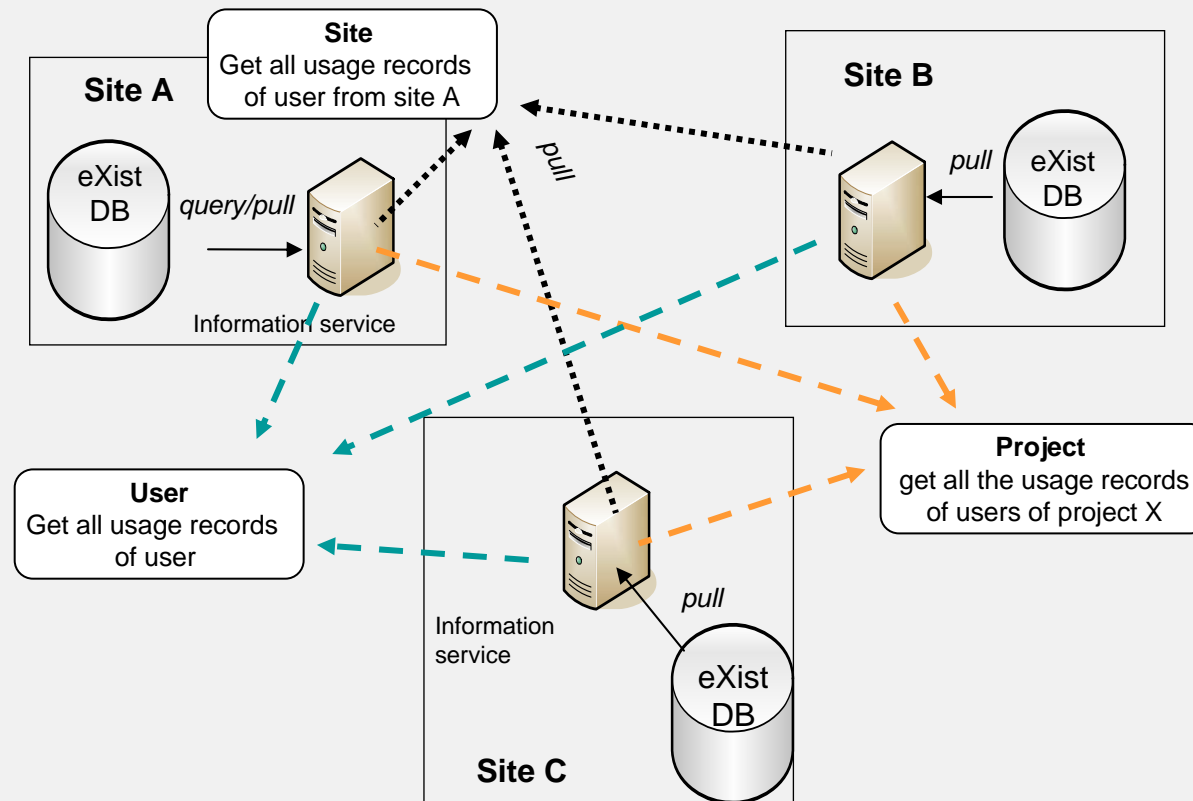 Site
Get all usage records
of user from site A
Site A
eXist
DB
query/pull
Information service
pull
Site B
pull
eXist
DB
User
Get all usage records
of user
Project
get all the usage records
of users of project X
Information
service
pull
eXist
DB
Site C